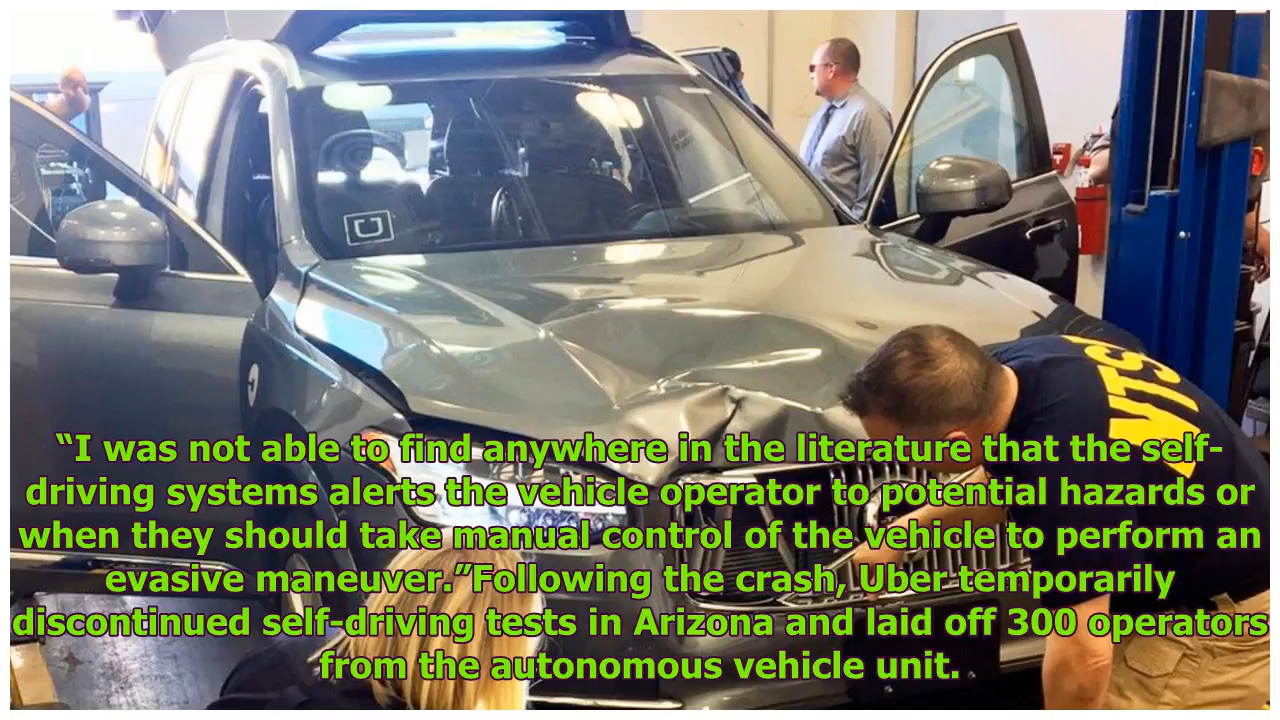 “I was not able to find anywhere in the literature that the self-
driving systems alerts the vehicle operator to potential hazards or
when they should take manual control of the vehicle to perform an
evasive maneuver.”Following the crash, Uber temporarily
discontinued self-driving tests in Arizona and laid off 300 operators
from the autonomous vehicle unit.